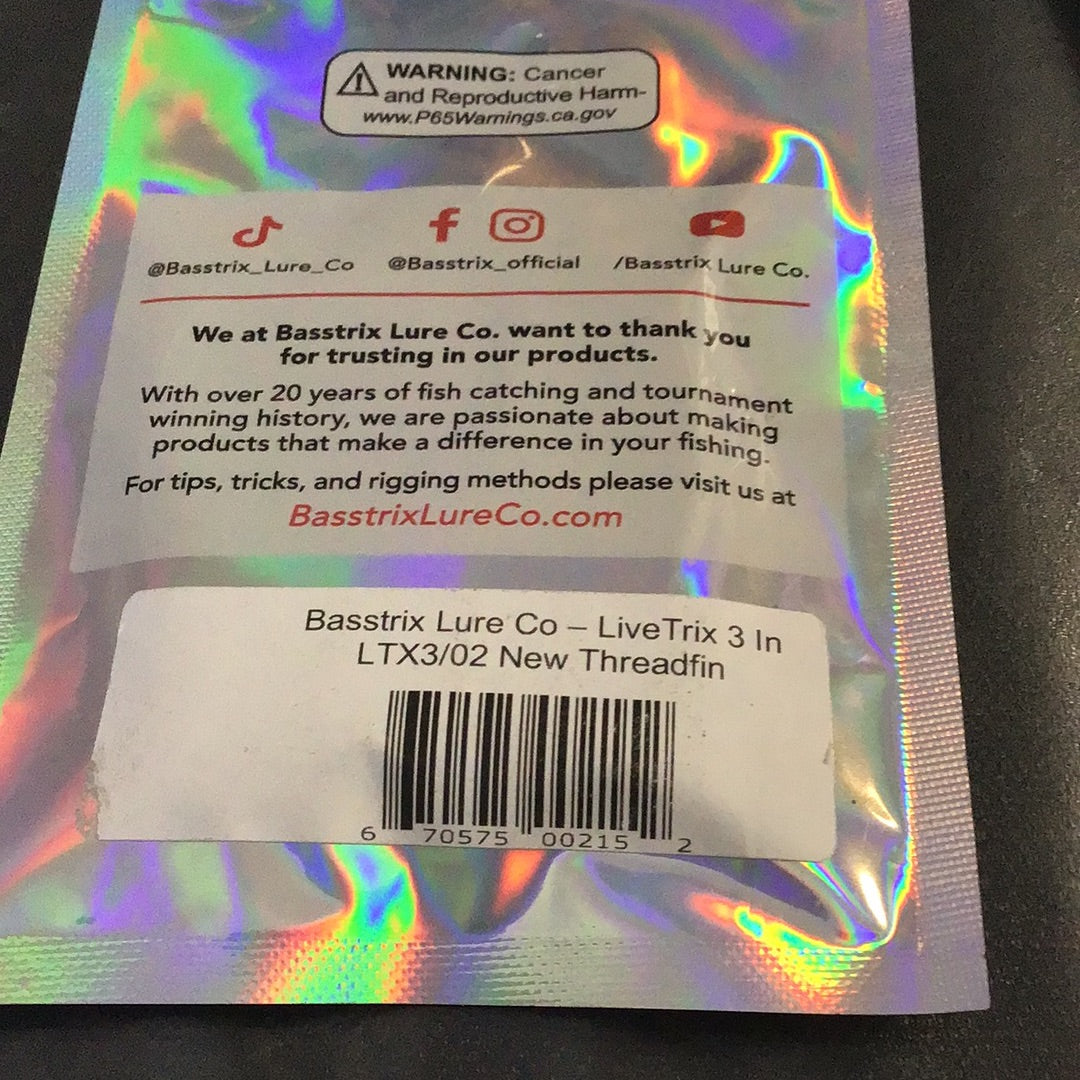 WARNING: Cancer
and Reproductive Harm-
www.P65Warnings.ca.gov
@Basstrix_Lure_Co @Basstrix_official /Basstrix Lure Co.
We at Basstrix Lure Co. want to thank you
for trusting in our products.
With over 20 years of fish catching and tournament
winning history, we are passionate about making
products that make a difference in your fishing.
For tips, tricks, and rigging methods please visit us at
BasstrixLureCo.com
Basstrix Lure Co – LiveTrix 3 In
LTX3/02 New Threadfin
6 70575 00215 2